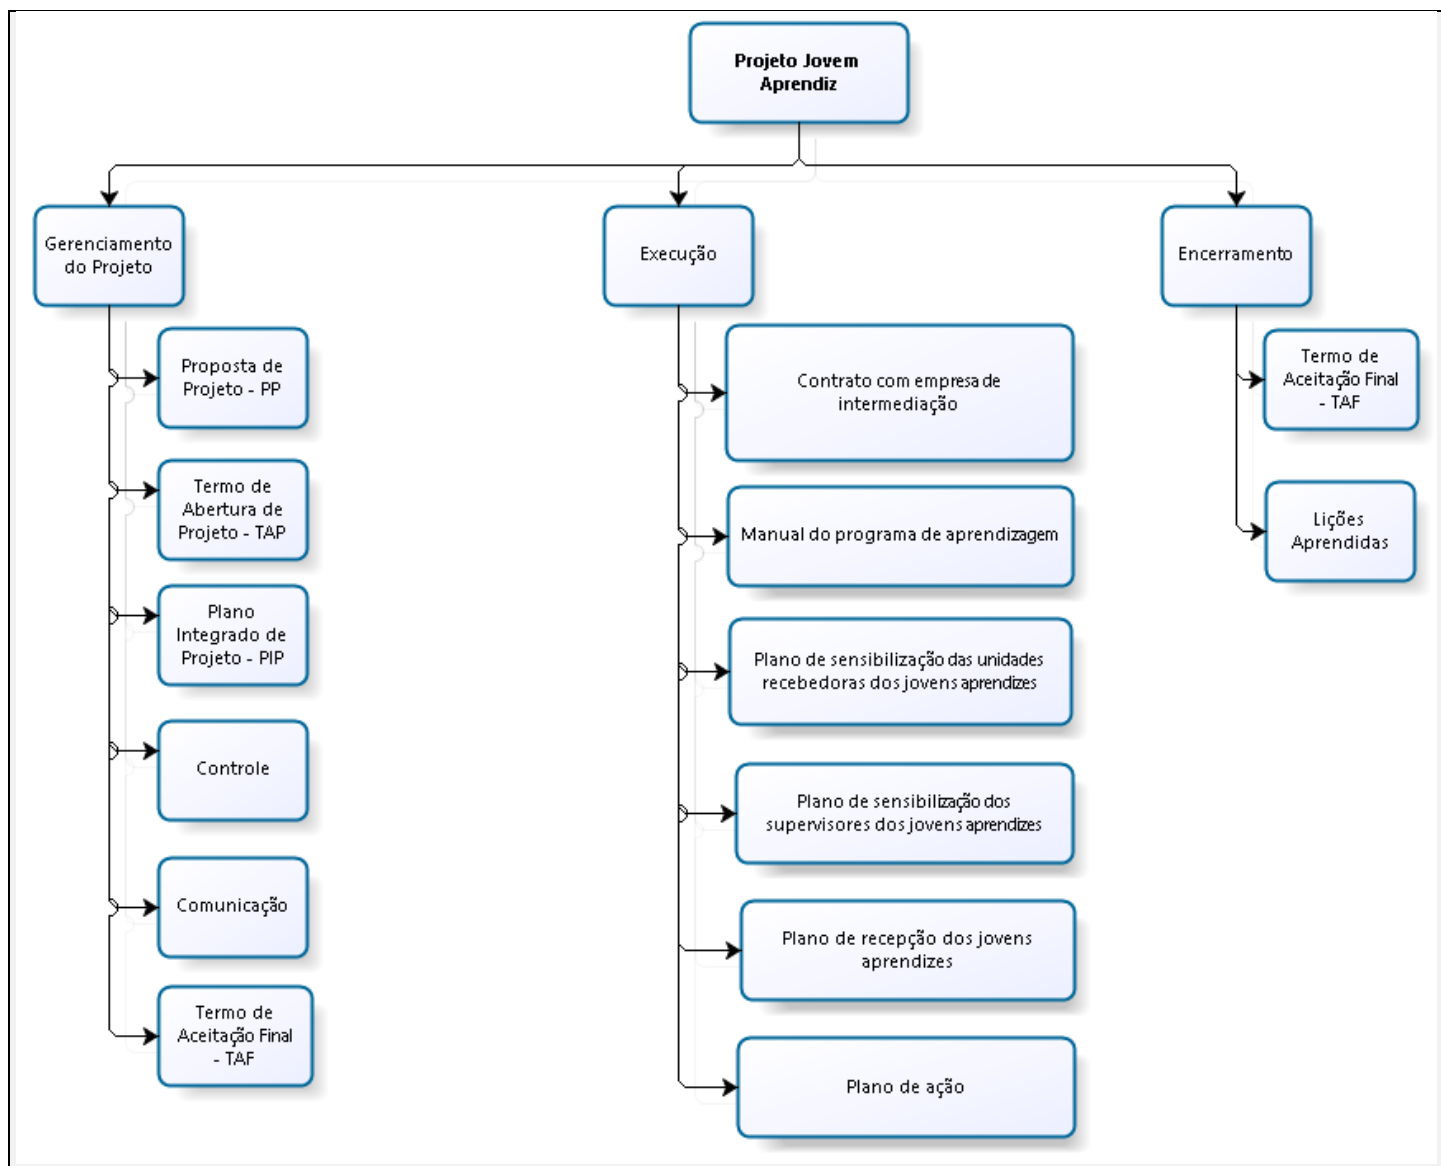 Projeto Jovem
Aprendiz
Gerenciamento
do Projeto
Proposta de
Projeto - PP
Termo de
Abertura de
Projeto - TAP
Plano
Integrado de
Projeto - PIP
Controle
Comunicação
Termo de
Aceitação Final
- TAF
Execução
Contrato com empresa de
intermediação
Manual do programa de aprendizagem
Plano de sensibilização das unidades
recebedoras dos jovens aprendizes
Plano de sensibilização dos
supervisores dos jovens aprendizes
Plano de recepção dos jovens
aprendizes
Plano de ação
Encerramento
Termo de
Aceitação Final
- TAF
Lições
Aprendidas